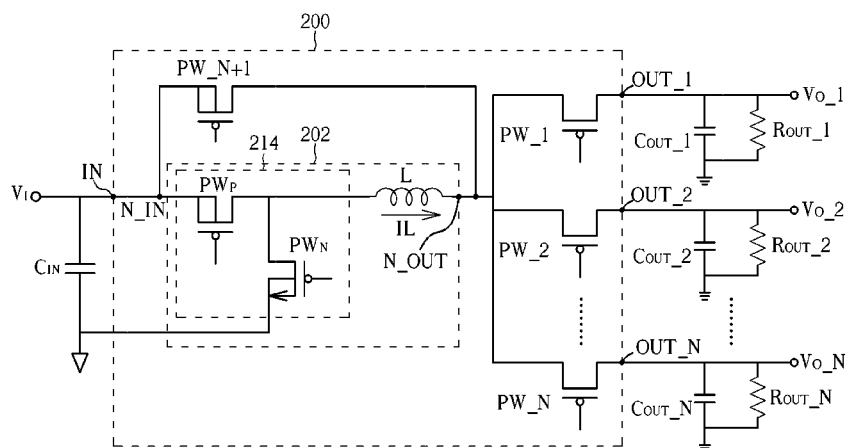 200
PW_N+1
OUT_1
VO_1
PW_1
COUT_1
ROUT_1
214
202
IN
VI
N_IN
PWP
L
IL
N_OUT
OUT_2
VO_2
PW_2
COUT_2
ROUT_2
PWN
CIN
OUT_N
VO_N
PW_N
COUT_N
ROUT_N